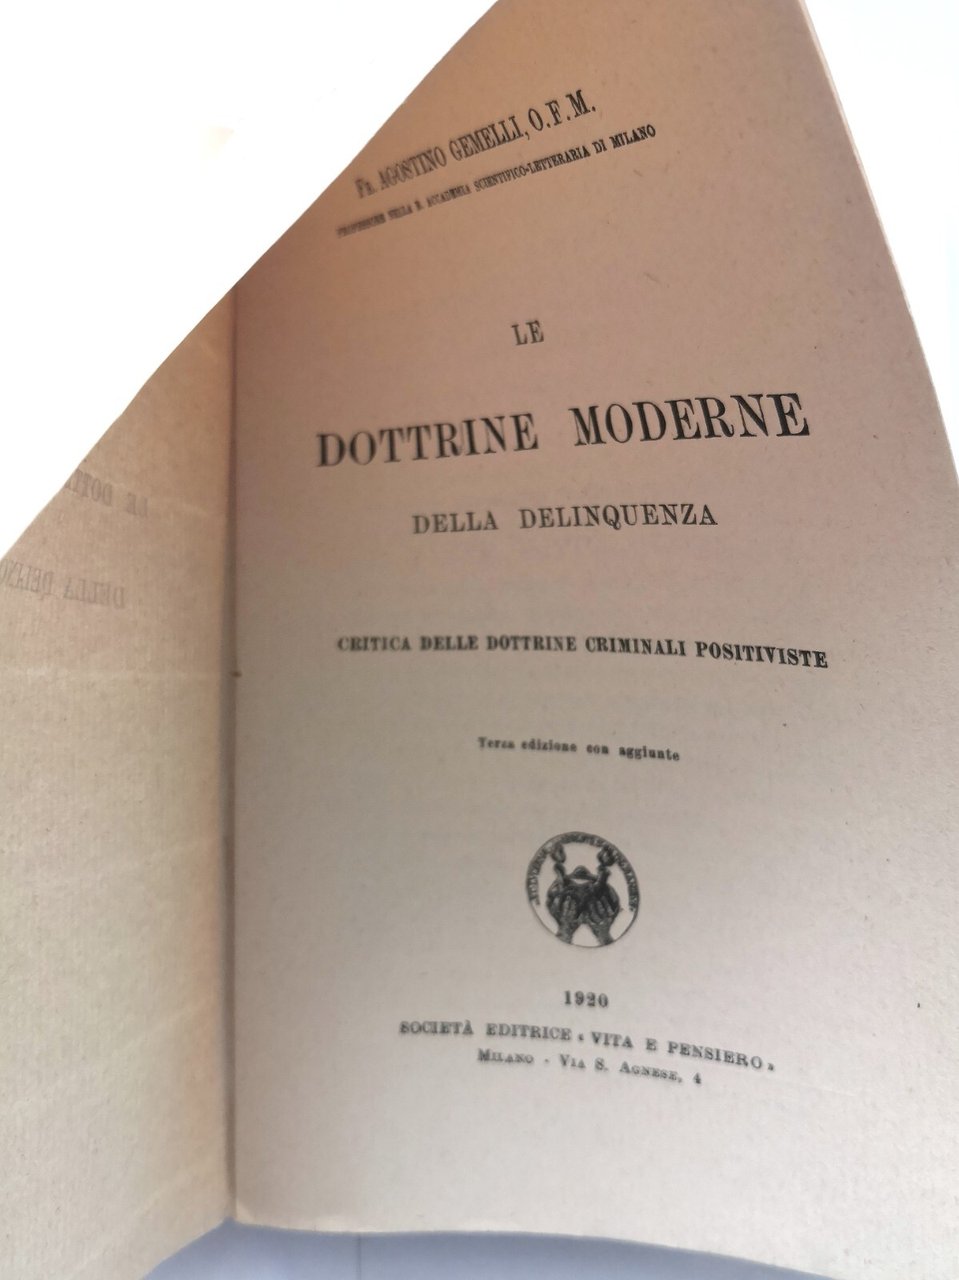 Fr. AGOSTINO GEMELLI, O.F.M.
PROFESSORE NELLA R. ACCADEMIA SCIENTIFICO-LETTERARIA DI MILANO
LE
DOTTRINE MODERNE
DELLA DELINQUENZA
CRITICA DELLE DOTTRINE CRIMINALI POSITIVISTE
Terza edizione con aggiunte
1920
SOCIETÀ EDITRICE « VITA E PENSIERO »
MILANO - VIA S. AGNESE, 4